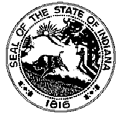 SEAL OF THE STATE OF INDIANA
1816